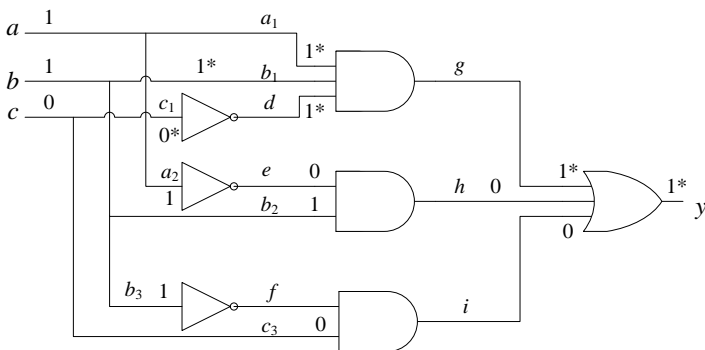 a 1 a₁
1*
b 1 1* b₁ g
c 0 c₁ d
0* 1*
a₂ e 0 h 0 1* 1*
1 b₂ 1 y
0
b₃ 1 f i
c₃ 0